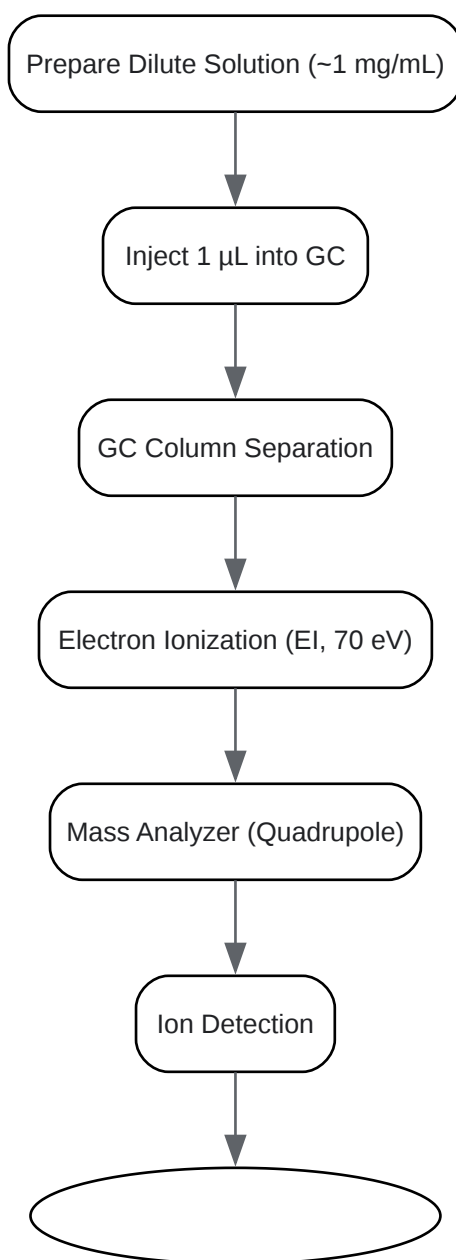 Prepare Dilute Solution (~1 mg/mL)
Inject 1 µL into GC
GC Column Separation
Electron Ionization (EI, 70 eV)
Mass Analyzer (Quadrupole)
Ion Detection